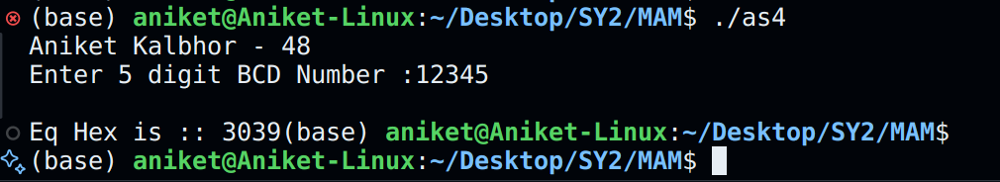 (base) aniket@Aniket-Linux:~/Desktop/SY2/MAM$ ./as4
Aniket Kalbhor - 48
Enter 5 digit BCD Number :12345
Eq Hex is :: 3039(base) aniket@Aniket-Linux:~/Desktop/SY2/MAM$
(base) aniket@Aniket-Linux:~/Desktop/SY2/MAM$